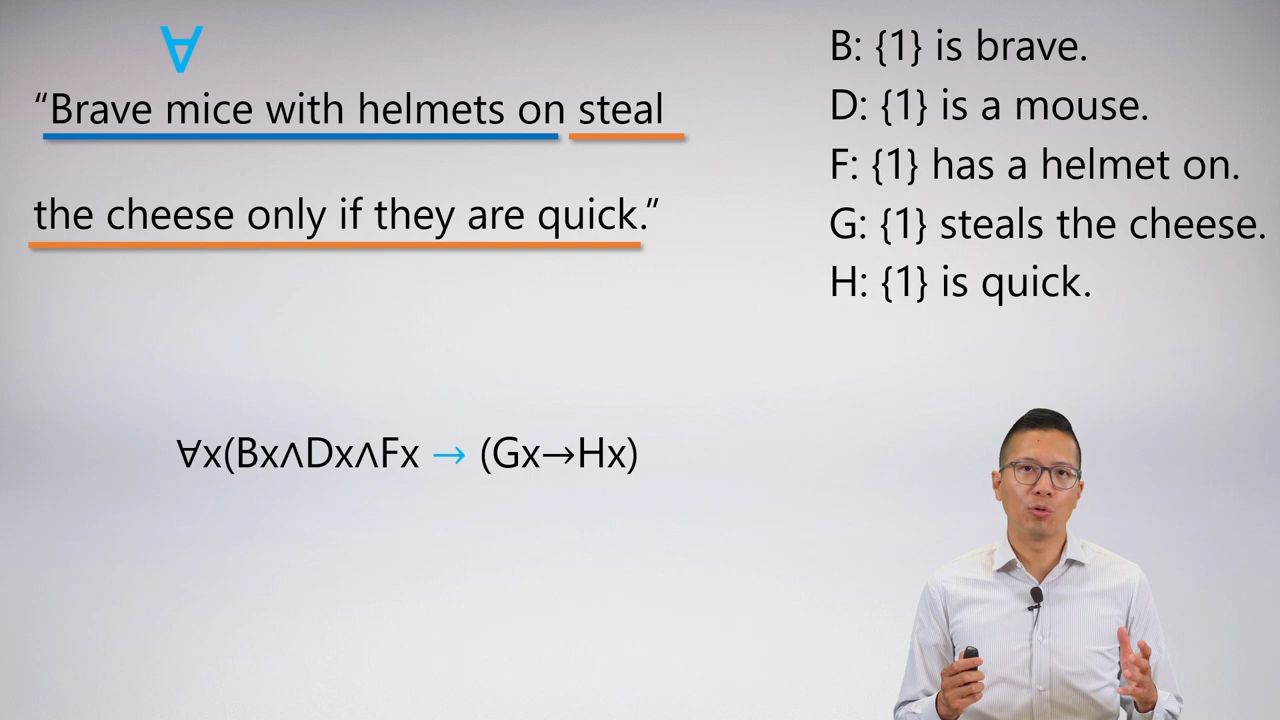 ∀
“Brave mice with helmets on steal
the cheese only if they are quick.”
B: {1} is brave.
D: {1} is a mouse.
F: {1} has a helmet on.
G: {1} steals the cheese.
H: {1} is quick.
∀x(Bx∧Dx∧Fx → (Gx→Hx)